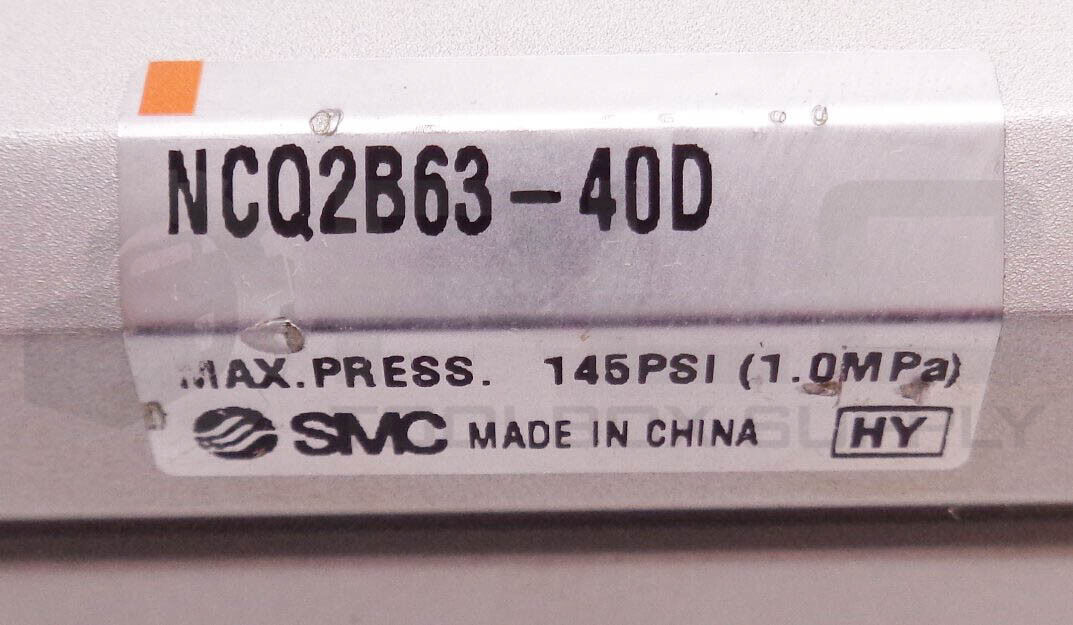 NCQ2B63-40D
MAX.PRESS. 145PSI (1.0MPa)
SMC MADE IN CHINA HY